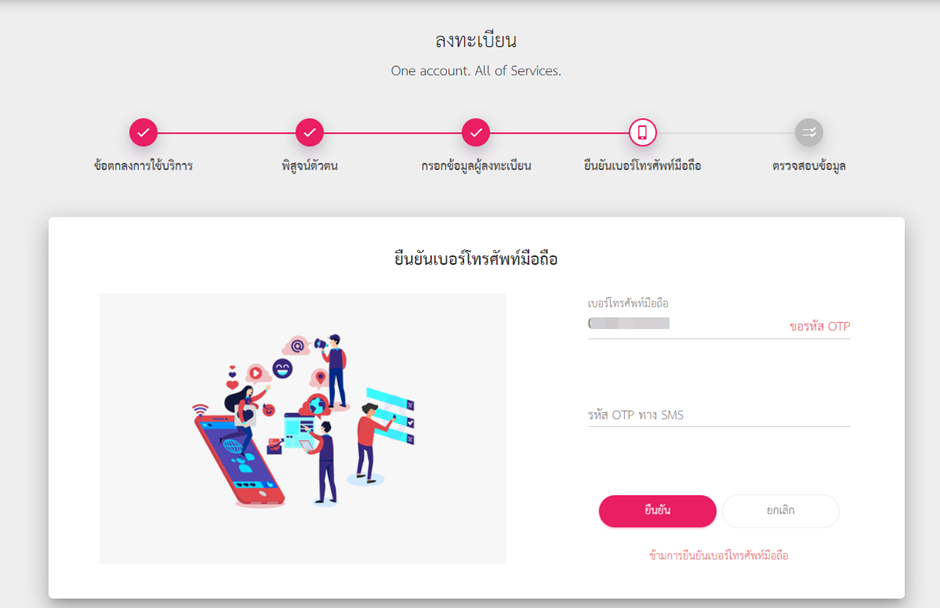 ลงทะเบียน
One account. All of Services.
ข้อตกลงการใช้บริการ
พิสูจน์ตัวตน
กรอกข้อมูลผู้ลงทะเบียน
ยืนยันเบอร์โทรศัพท์มือถือ
ตรวจสอบข้อมูล
ยืนยันเบอร์โทรศัพท์มือถือ
เบอร์โทรศัพท์มือถือ
ขอรหัส OTP
รหัส OTP ทาง SMS
ยืนยัน
ยกเลิก
ข้ามการยืนยันเบอร์โทรศัพท์มือถือ